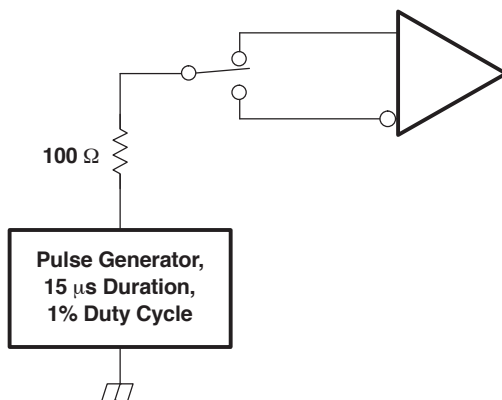 100 Ω
Pulse Generator,
15 μs Duration,
1% Duty Cycle